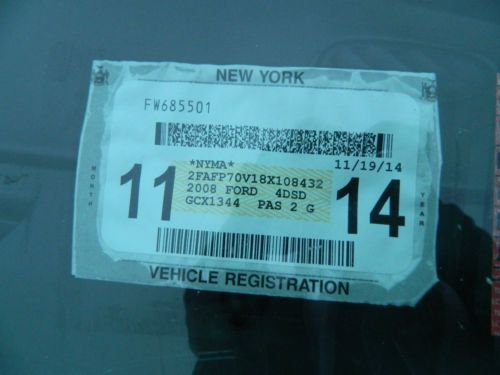 NEW YORK
FW685501
*NYMA* 11/19/14
MONTH 11 2FAFP70V18X108432 14 YEAR
2008 FORD 4DSD
GCX1344 PAS 2 G
VEHICLE REGISTRATION